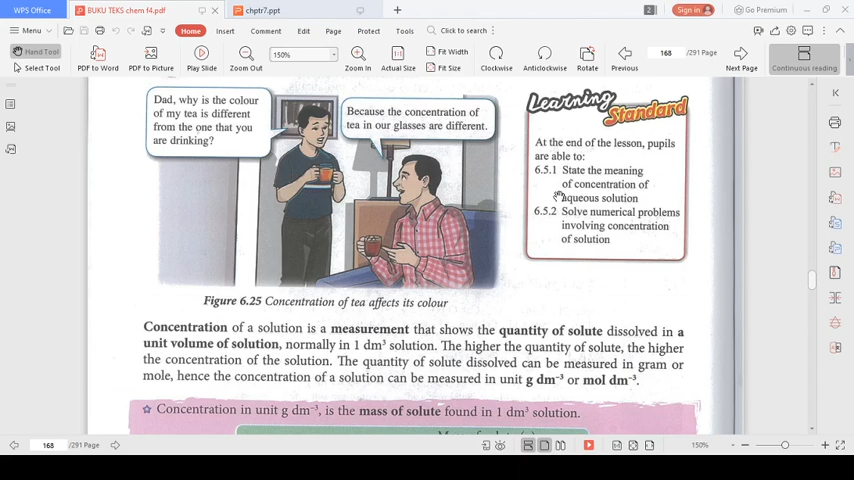 WPS Office
BUKU TEKS chem f4.pdf
chptr7.ppt
+
2
Sign in
Go Premium
Menu
Home
Insert
Comment
Edit
Page
Protect
Tools
Click to search
Hand Tool
Select Tool
PDF to Word
PDF to Picture
Play Slide
150%
Zoom Out
Zoom In
Actual Size
Fit Width
Fit Size
Clockwise
Anticlockwise
Rotate
Previous
168 /291 Page
Next Page
Continuous reading
Dad, why is the colour
of my tea is different
from the one that you
are drinking?
Because the concentration of
tea in our glasses are different.
Learning
Standard
At the end of the lesson, pupils
are able to:
6.5.1 State the meaning
of concentration of
aqueous solution
6.5.2 Solve numerical problems
involving concentration
of solution
Figure 6.25 Concentration of tea affects its colour
Concentration of a solution is a measurement that shows the quantity of solute dissolved in a
unit volume of solution, normally in 1 dm³ solution. The higher the quantity of solute, the higher
the concentration of the solution. The quantity of solute dissolved can be measured in gram or
mole, hence the concentration of a solution can be measured in unit g dm⁻³ or mol dm⁻³.
☆ Concentration in unit g dm⁻³, is the mass of solute found in 1 dm³ solution.
168 /291 Page
150%